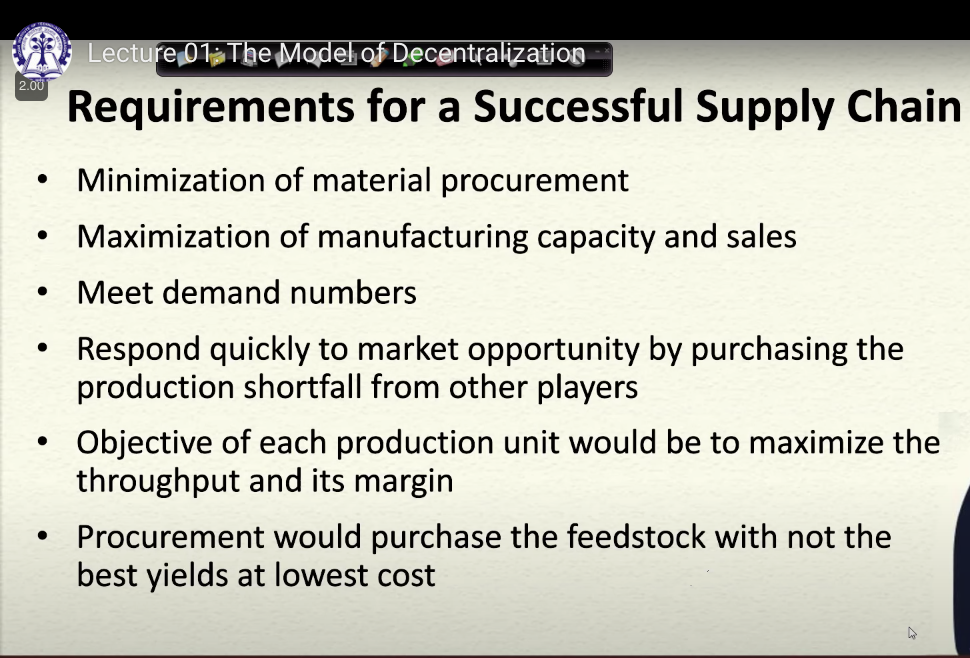 Lecture 01: The Model of Decentralization
2.00
Requirements for a Successful Supply Chain
• Minimization of material procurement
• Maximization of manufacturing capacity and sales
• Meet demand numbers
• Respond quickly to market opportunity by purchasing the
production shortfall from other players
• Objective of each production unit would be to maximize the
throughput and its margin
• Procurement would purchase the feedstock with not the
best yields at lowest cost